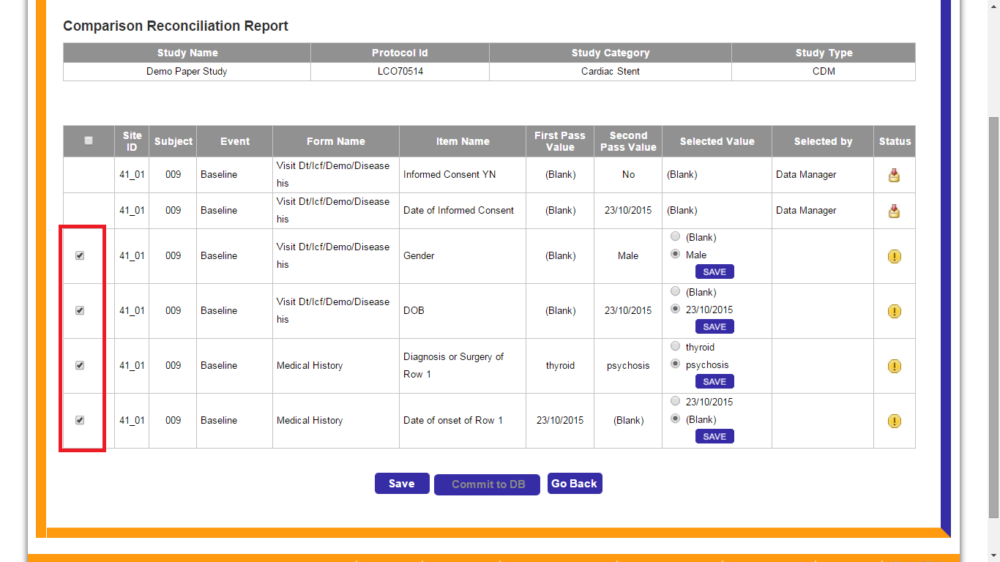 Comparison Reconciliation Report
Study Name Protocol Id Study Category Study Type
Demo Paper Study LCO70514 Cardiac Stent CDM
Site ID Subject Event Form Name Item Name First Pass Value Second Pass Value Selected Value Selected by Status
41_01 009 Baseline Visit Dt/Icf/Demo/Disease his Informed Consent YN (Blank) No (Blank) Data Manager
41_01 009 Baseline Visit Dt/Icf/Demo/Disease his Date of Informed Consent (Blank) 23/10/2015 (Blank) Data Manager
41_01 009 Baseline Visit Dt/Icf/Demo/Disease his Gender (Blank) Male (Blank)
Male
SAVE
41_01 009 Baseline Visit Dt/Icf/Demo/Disease his DOB (Blank) 23/10/2015 (Blank)
23/10/2015
SAVE
41_01 009 Baseline Medical History Diagnosis or Surgery of Row 1 thyroid psychosis thyroid
psychosis
SAVE
41_01 009 Baseline Medical History Date of onset of Row 1 23/10/2015 (Blank) 23/10/2015
(Blank)
SAVE
Save Commit to DB Go Back